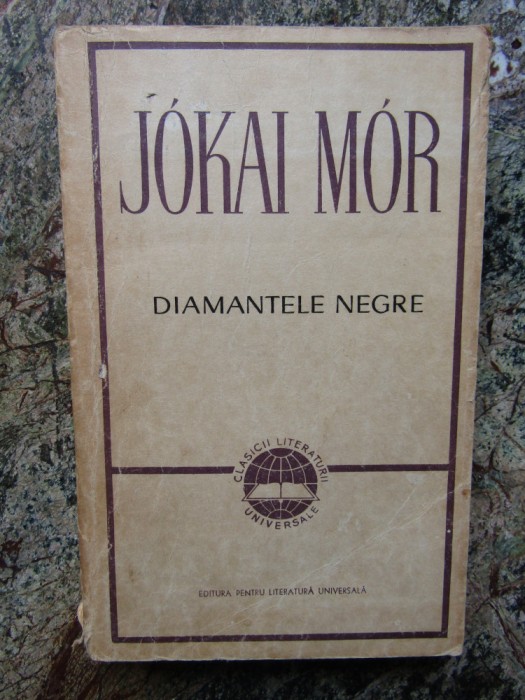 JÓKAI MÓR
DIAMANTELE NEGRE
CLASICII LITERATURII
UNIVERSALE
EDITURA PENTRU LITERATURĂ UNIVERSALĂ